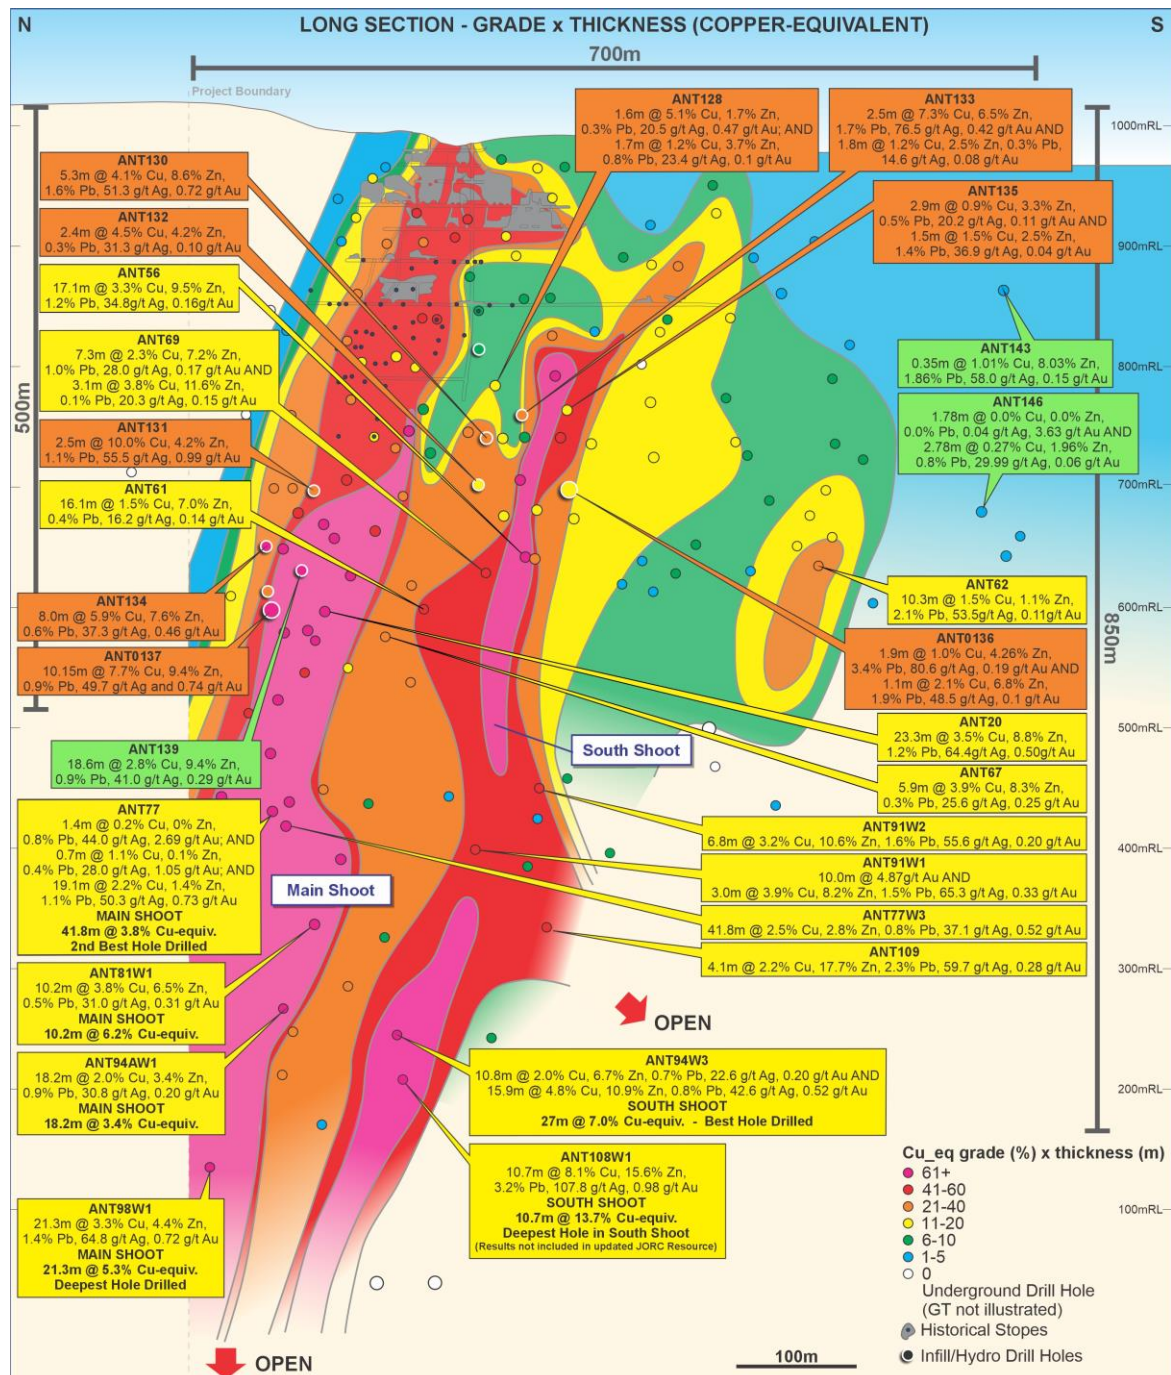 N
LONG SECTION - GRADE x THICKNESS (COPPER-EQUIVALENT)
S
700m
Project Boundary
500m
850m
1000mRL
900mRL
800mRL
700mRL
600mRL
500mRL
400mRL
300mRL
200mRL
100mRL
ANT130
5.3m @ 4.1% Cu, 8.6% Zn,
1.6% Pb, 51.3 g/t Ag, 0.72 g/t Au
ANT132
2.4m @ 4.5% Cu, 4.2% Zn,
0.3% Pb, 31.3 g/t Ag, 0.10 g/t Au
ANT56
17.1m @ 3.3% Cu, 9.5% Zn,
1.2% Pb, 34.8g/t Ag, 0.16g/t Au
ANT69
7.3m @ 2.3% Cu, 7.2% Zn,
1.0% Pb, 28.0 g/t Ag, 0.17 g/t Au AND
3.1m @ 3.8% Cu, 11.6% Zn,
0.1% Pb, 20.3 g/t Ag, 0.15 g/t Au
ANT131
2.5m @ 10.0% Cu, 4.2% Zn,
1.1% Pb, 55.5 g/t Ag, 0.99 g/t Au
ANT61
16.1m @ 1.5% Cu, 7.0% Zn,
0.4% Pb, 16.2 g/t Ag, 0.14 g/t Au
ANT134
8.0m @ 5.9% Cu, 7.6% Zn,
0.6% Pb, 37.3 g/t Ag, 0.46 g/t Au
ANT0137
10.15m @ 7.7% Cu, 9.4% Zn,
0.9% Pb, 49.7 g/t Ag and 0.74 g/t Au
ANT139
18.6m @ 2.8% Cu, 9.4% Zn,
0.9% Pb, 41.0 g/t Ag, 0.29 g/t Au
ANT77
1.4m @ 0.2% Cu, 0% Zn,
0.8% Pb, 44.0 g/t Ag, 2.69 g/t Au; AND
0.7m @ 1.1% Cu, 0.1% Zn,
0.4% Pb, 28.0 g/t Ag, 1.05 g/t Au; AND
19.1m @ 2.2% Cu, 1.4% Zn,
1.1% Pb, 50.3 g/t Ag, 0.73 g/t Au
MAIN SHOOT
41.8m @ 3.8% Cu-equiv.
2nd Best Hole Drilled
ANT81W1
10.2m @ 3.8% Cu, 6.5% Zn,
0.5% Pb, 31.0 g/t Ag, 0.31 g/t Au
MAIN SHOOT
10.2m @ 6.2% Cu-equiv.
ANT94AW1
18.2m @ 2.0% Cu, 3.4% Zn,
0.9% Pb, 30.8 g/t Ag, 0.20 g/t Au
MAIN SHOOT
18.2m @ 3.4% Cu-equiv.
ANT98W1
21.3m @ 3.3% Cu, 4.4% Zn,
1.4% Pb, 64.8 g/t Ag, 0.72 g/t Au
MAIN SHOOT
21.3m @ 5.3% Cu-equiv.
Deepest Hole Drilled
ANT128
1.6m @ 5.1% Cu, 1.7% Zn,
0.3% Pb, 20.5 g/t Ag, 0.47 g/t Au; AND
1.7m @ 1.2% Cu, 3.7% Zn,
0.8% Pb, 23.4 g/t Ag, 0.1 g/t Au
ANT133
2.5m @ 7.3% Cu, 6.5% Zn,
1.7% Pb, 76.5 g/t Ag, 0.42 g/t Au AND
1.8m @ 1.2% Cu, 2.5% Zn, 0.3% Pb,
14.6 g/t Ag, 0.08 g/t Au
ANT135
2.9m @ 0.9% Cu, 3.3% Zn,
0.5% Pb, 20.2 g/t Ag, 0.11 g/t Au AND
1.5m @ 1.5% Cu, 2.5% Zn,
1.4% Pb, 36.9 g/t Ag, 0.04 g/t Au
ANT143
0.35m @ 1.01% Cu, 8.03% Zn,
1.86% Pb, 58.0 g/t Ag, 0.15 g/t Au
ANT146
1.78m @ 0.0% Cu, 0.0% Zn,
0.0% Pb, 0.04 g/t Ag, 3.63 g/t Au AND
2.78m @ 0.27% Cu, 1.96% Zn,
0.8% Pb, 29.99 g/t Ag, 0.06 g/t Au
ANT62
10.3m @ 1.5% Cu, 1.1% Zn,
2.1% Pb, 53.5g/t Ag, 0.11g/t Au
ANT0136
1.9m @ 1.0% Cu, 4.26% Zn,
3.4% Pb, 80.6 g/t Ag, 0.19 g/t Au AND
1.1m @ 2.1% Cu, 6.8% Zn,
1.9% Pb, 48.5 g/t Ag, 0.1 g/t Au
ANT20
23.3m @ 3.5% Cu, 8.8% Zn,
1.2% Pb, 64.4g/t Ag, 0.50g/t Au
ANT67
5.9m @ 3.9% Cu, 8.3% Zn,
0.3% Pb, 25.6 g/t Ag, 0.25 g/t Au
ANT91W2
6.8m @ 3.2% Cu, 10.6% Zn, 1.6% Pb, 55.6 g/t Ag, 0.20 g/t Au
ANT91W1
10.0m @ 4.87g/t Au AND
3.0m @ 3.9% Cu, 8.2% Zn, 1.5% Pb, 65.3 g/t Ag, 0.33 g/t Au
ANT77W3
41.8m @ 2.5% Cu, 2.8% Zn, 0.8% Pb, 37.1 g/t Ag, 0.52 g/t Au
ANT109
4.1m @ 2.2% Cu, 17.7% Zn, 2.3% Pb, 59.7 g/t Ag, 0.28 g/t Au
South Shoot
Main Shoot
OPEN
ANT94W3
10.8m @ 2.0% Cu, 6.7% Zn, 0.7% Pb, 22.6 g/t Ag, 0.20 g/t Au AND
15.9m @ 4.8% Cu, 10.9% Zn, 0.8% Pb, 42.6 g/t Ag, 0.52 g/t Au
SOUTH SHOOT
27m @ 7.0% Cu-equiv. - Best Hole Drilled
ANT108W1
10.7m @ 8.1% Cu, 15.6% Zn,
3.2% Pb, 107.8 g/t Ag, 0.98 g/t Au
SOUTH SHOOT
10.7m @ 13.7% Cu-equiv.
Deepest Hole in South Shoot
(Results not included in updated JORC Resource)
Cu_eq grade (%) x thickness (m)
61+
41-60
21-40
11-20
6-10
1-5
0
Underground Drill Hole
(GT not illustrated)
Historical Stopes
Infill/Hydro Drill Holes
OPEN
100m